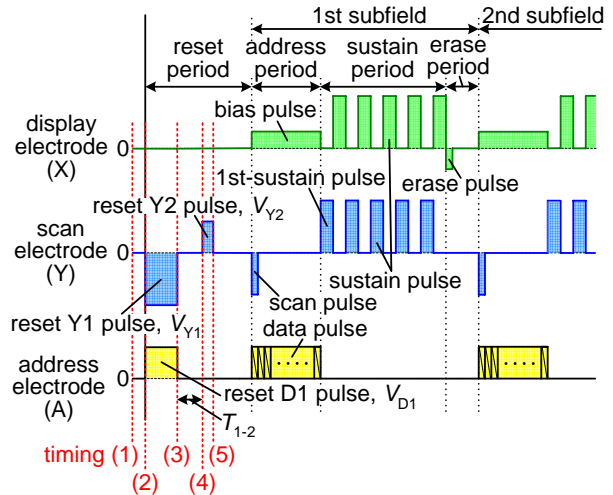 1st subfield
2nd subfield
reset period
address period
sustain period
erase period
bias pulse
display electrode (X)
0
erase pulse
1st-sustain pulse
reset Y2 pulse, VY2
scan electrode (Y)
0
sustain pulse
scan pulse
reset Y1 pulse, VY1
data pulse
address electrode (A)
0
reset D1 pulse, VD1
T1-2
timing (1)
(2)
(3)
(4)
(5)